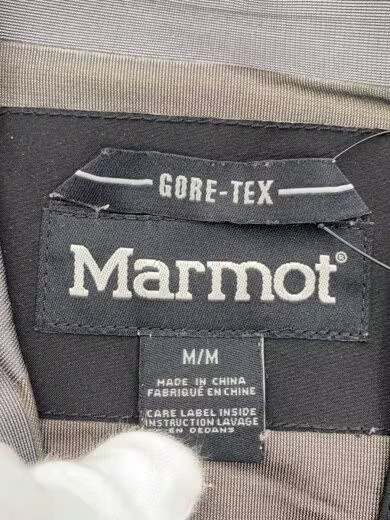 GORE-TEX
Marmot®
M/M
MADE IN CHINA
FABRIQUÉ EN CHINE
CARE LABEL INSIDE
INSTRUCTION LAVAGE
EN DEDANS